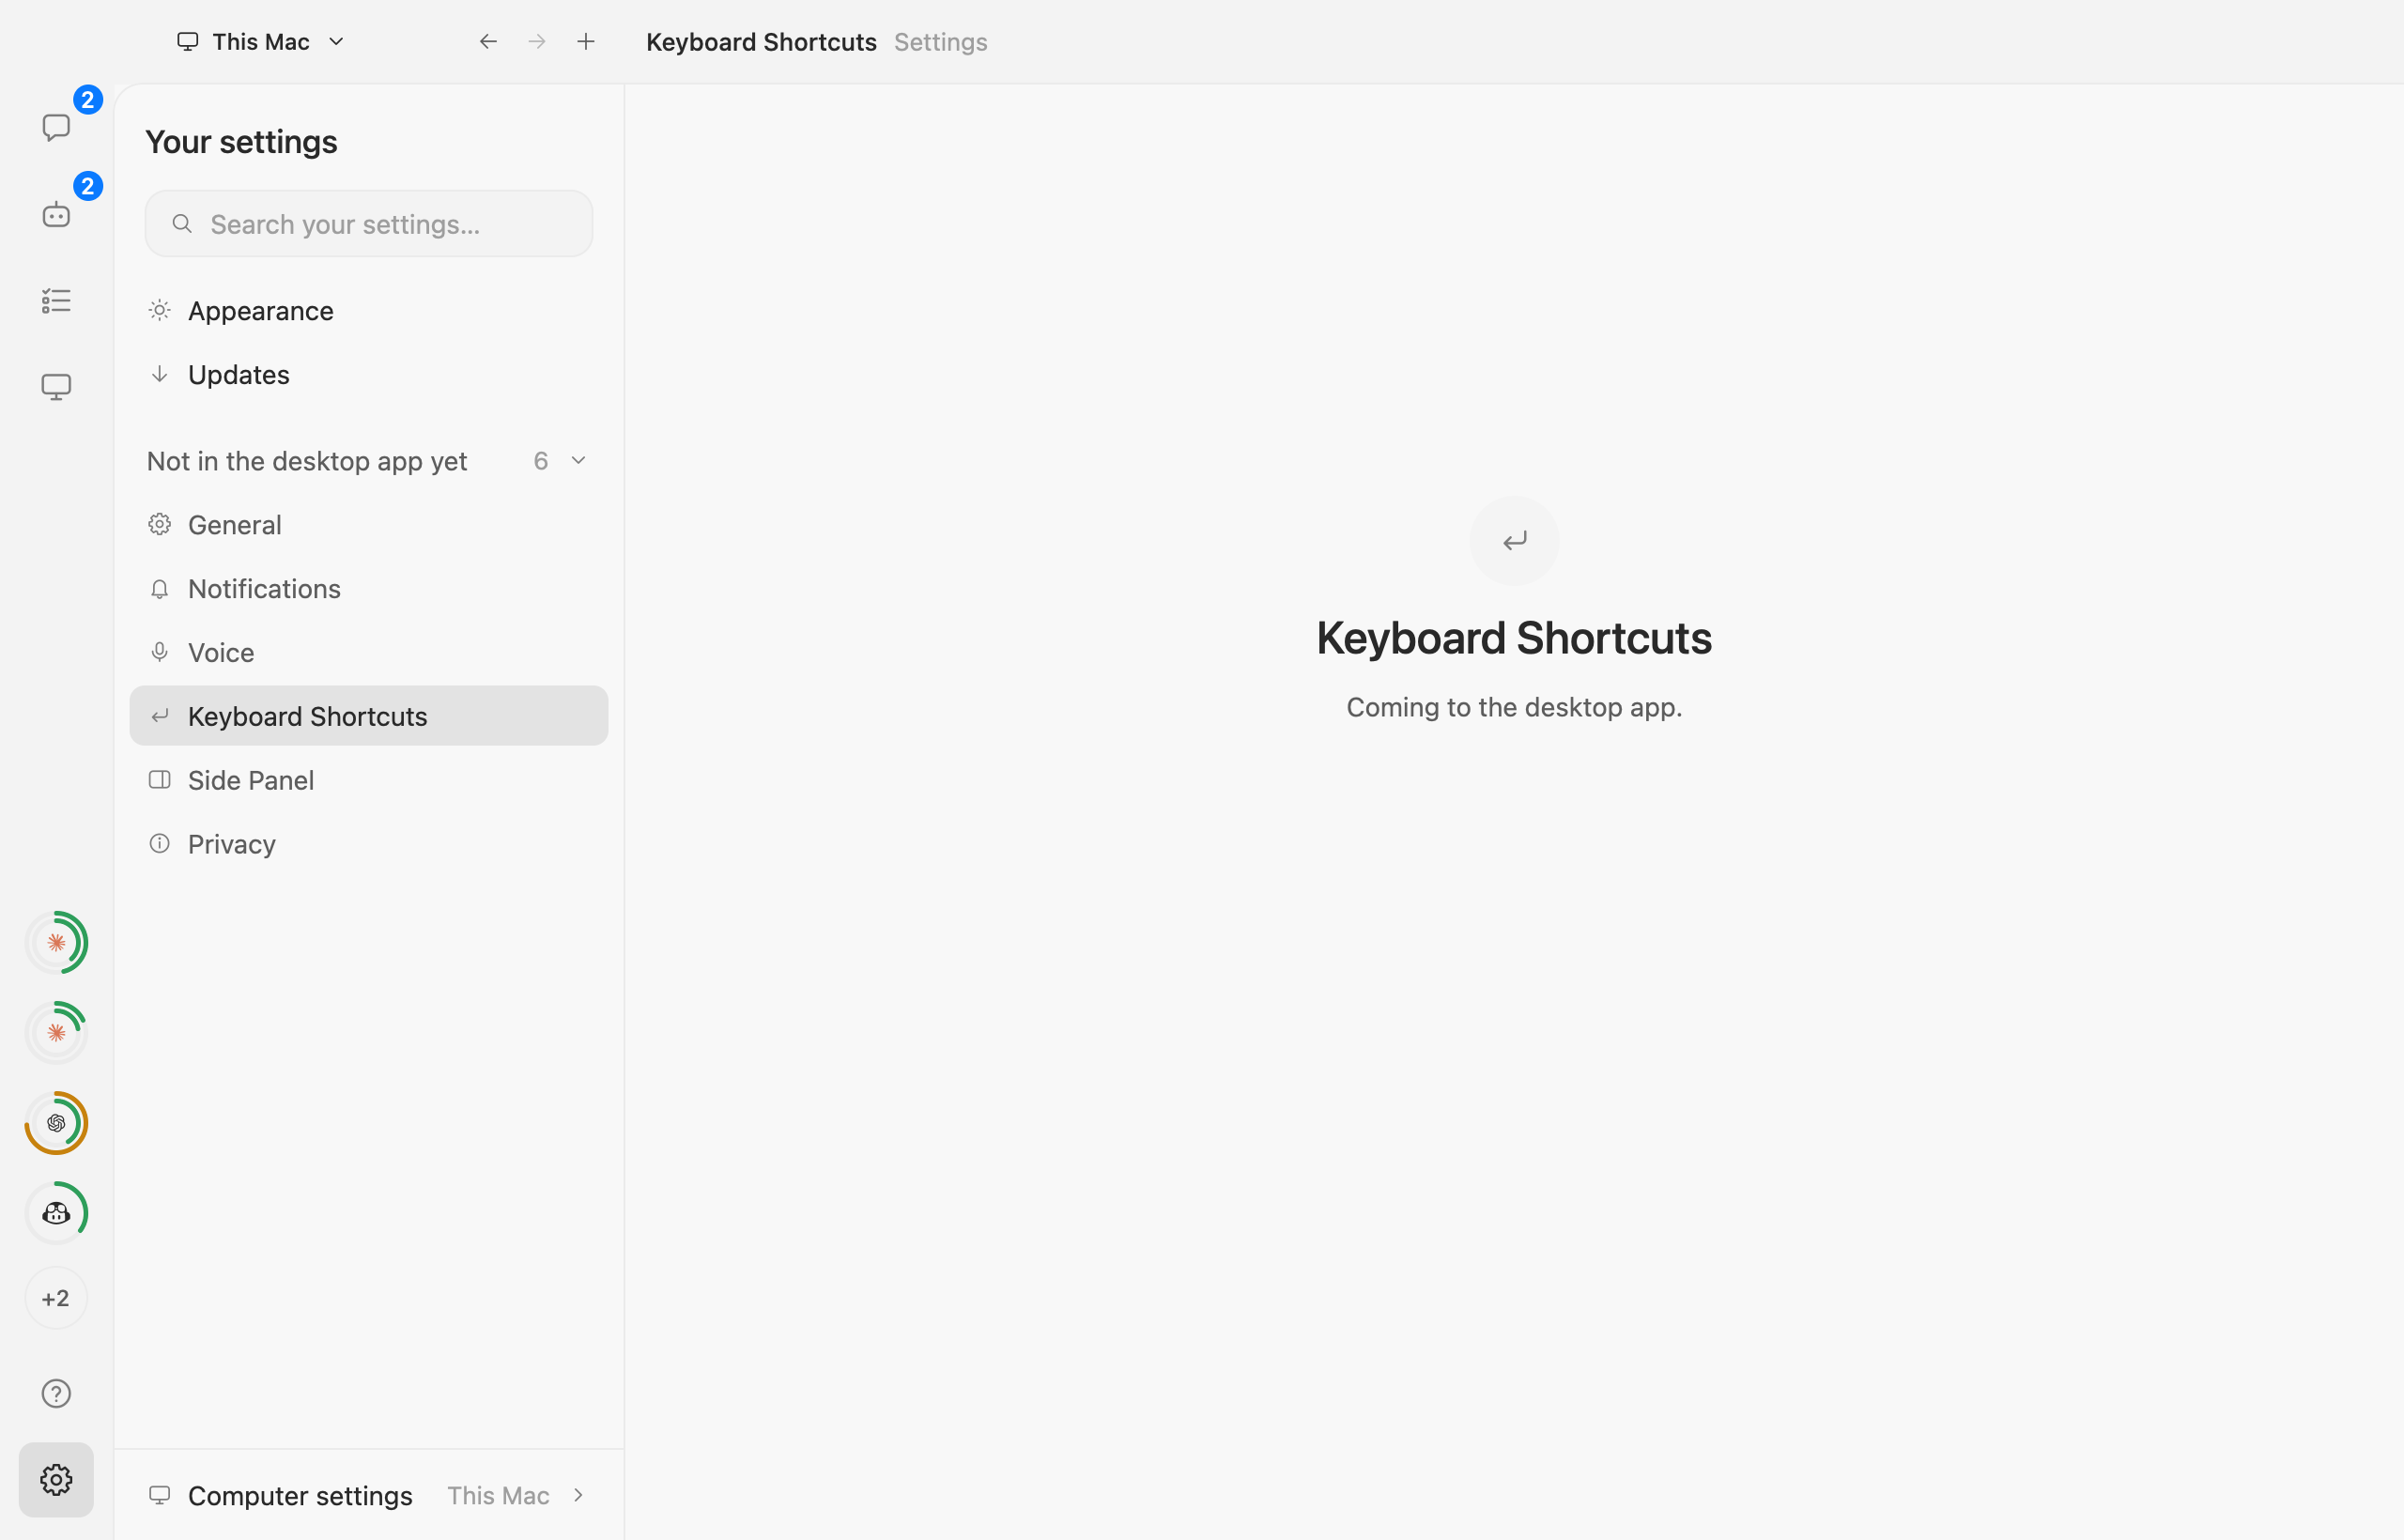 This Mac
Keyboard Shortcuts Settings
2
2
Your settings
Search your settings...
Appearance
Updates
Not in the desktop app yet 6
General
Notifications
Voice
Keyboard Shortcuts
Side Panel
Privacy
Keyboard Shortcuts
Coming to the desktop app.
+2
Computer settings This Mac